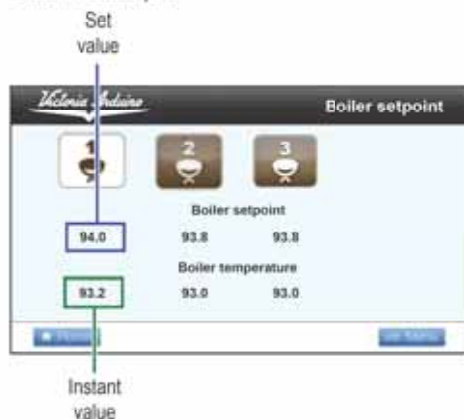 Set
value
Victoria Arduino
Boiler setpoint
1 2 3
Boiler setpoint
94.0 93.8 93.8
Boiler temperature
93.2 93.0 93.0
Menu
Instant
value